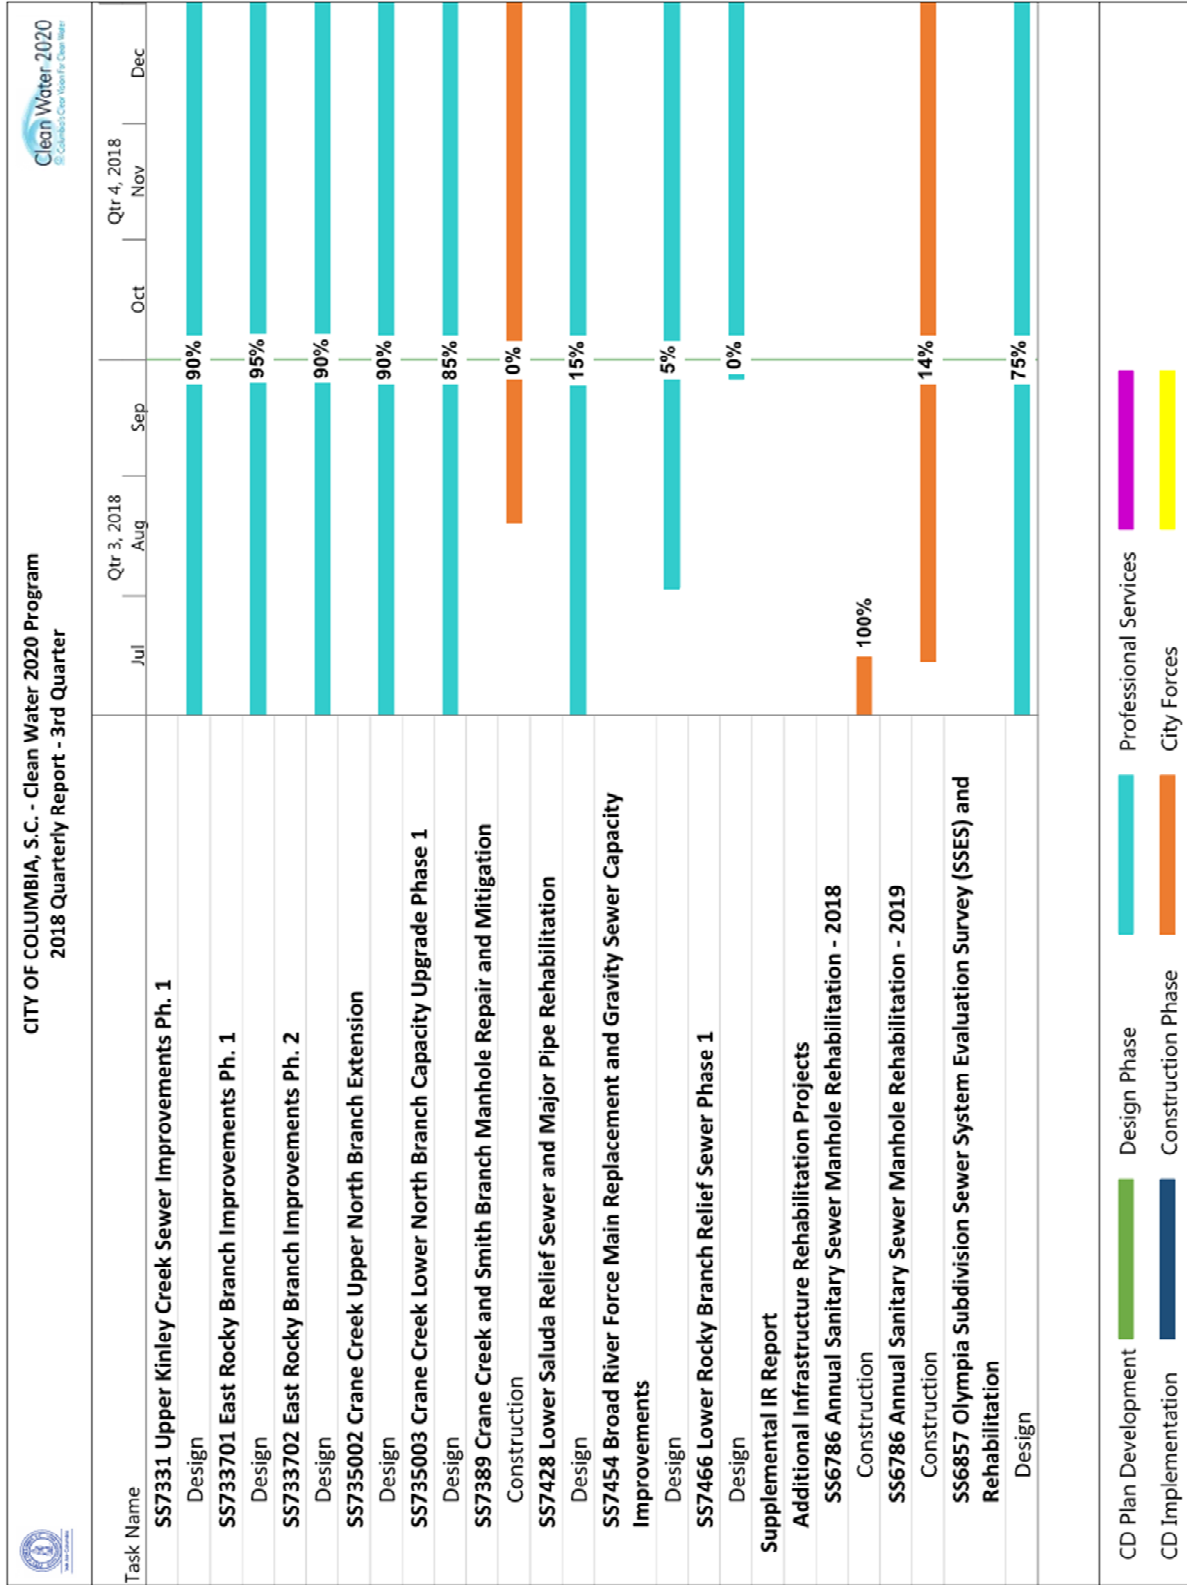 CITY OF COLUMBIA, S.C. - Clean Water 2020 Program
2018 Quarterly Report - 3rd Quarter
Clean Water 2020
Columbia's Clear Vision For Clean Water
Task Name
Qtr 3, 2018
Qtr 4, 2018
Jul
Aug
Sep
Oct
Nov
Dec
SS7331 Upper Kinley Creek Sewer Improvements Ph. 1
Design
90%
SS733701 East Rocky Branch Improvements Ph. 1
Design
95%
SS733702 East Rocky Branch Improvements Ph. 2
Design
90%
SS735002 Crane Creek Upper North Branch Extension
Design
90%
SS735003 Crane Creek Lower North Branch Capacity Upgrade Phase 1
Design
85%
SS7389 Crane Creek and Smith Branch Manhole Repair and Mitigation
Construction
0%
SS7428 Lower Saluda Relief Sewer and Major Pipe Rehabilitation
Design
15%
SS7454 Broad River Force Main Replacement and Gravity Sewer Capacity
Improvements
Design
5%
SS7466 Lower Rocky Branch Relief Sewer Phase 1
Design
0%
Supplemental IR Report
Additional Infrastructure Rehabilitation Projects
SS6786 Annual Sanitary Sewer Manhole Rehabilitation - 2018
Construction
100%
SS6786 Annual Sanitary Sewer Manhole Rehabilitation - 2019
Construction
14%
SS6857 Olympia Subdivision Sewer System Evaluation Survey (SSES) and
Rehabilitation
Design
75%
CD Plan Development
Design Phase
Professional Services
CD Implementation
Construction Phase
City Forces